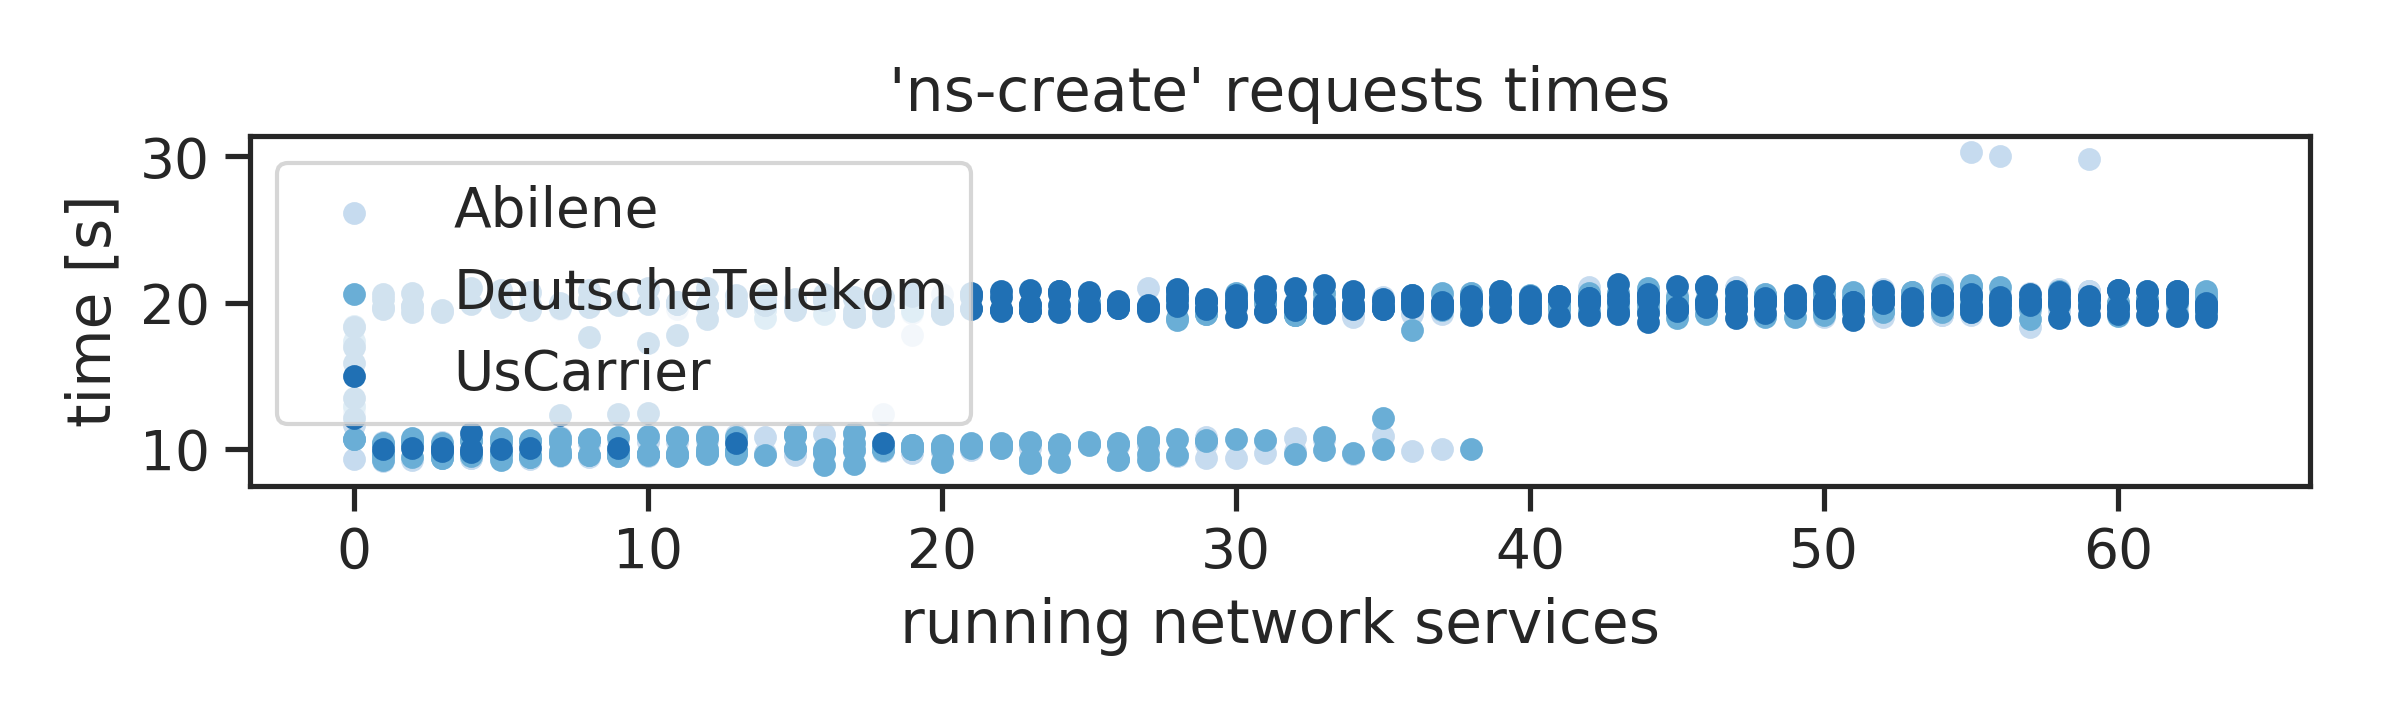 'ns-create' requests times
time [s]
30
20
10
Abilene
DeutscheTelekom
UsCarrier
0 10 20 30 40 50 60
running network services